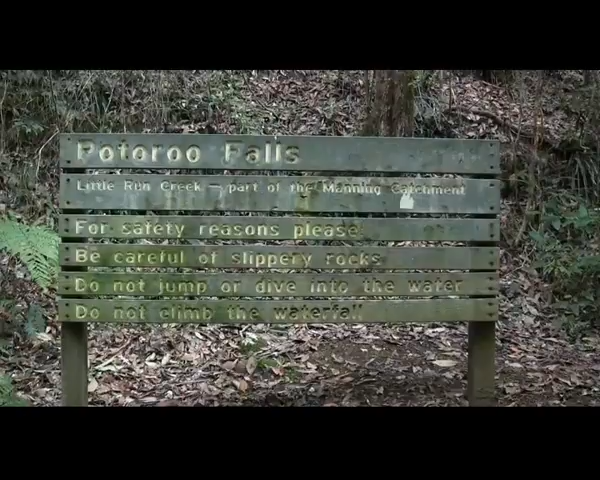 Potoroo Falls
Little Run Creek - part of the Manning Catchment
For safety reasons please
Be careful of slippery rocks
Do not jump or dive into the water
Do not climb the waterfall